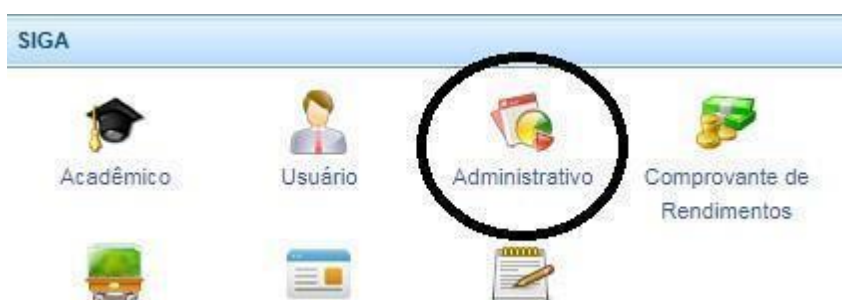 SIGA
Acadêmico
Usuário
Administrativo
Comprovante de
Rendimentos